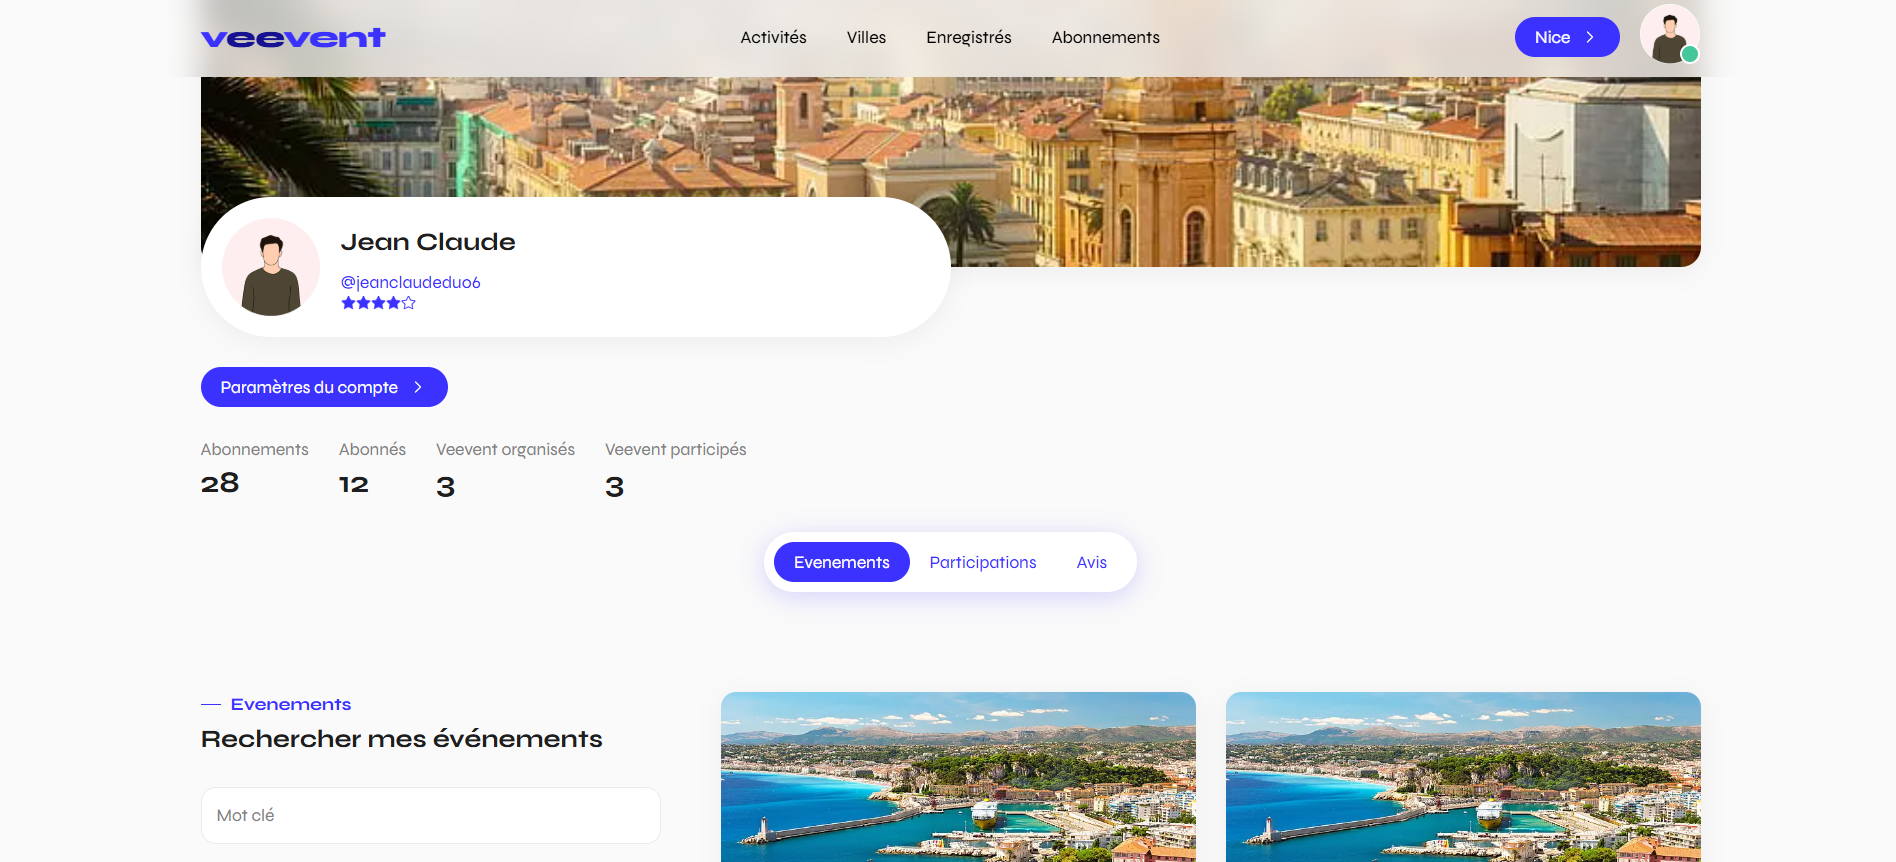 veevent
Activités Villes Enregistrés Abonnements
Nice
Jean Claude
@jeanclaudeduo6
Paramètres du compte
Abonnements Abonnés Veevent organisés Veevent participés
28 12 3 3
Evenements Participations Avis
Evenements
Rechercher mes événements
Mot clé